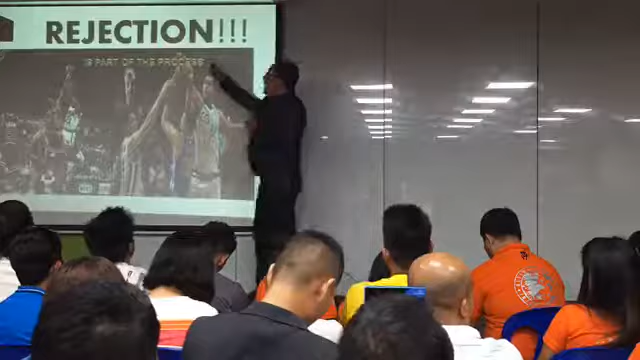 REJECTION!!!
IS PART OF THE PROCESS